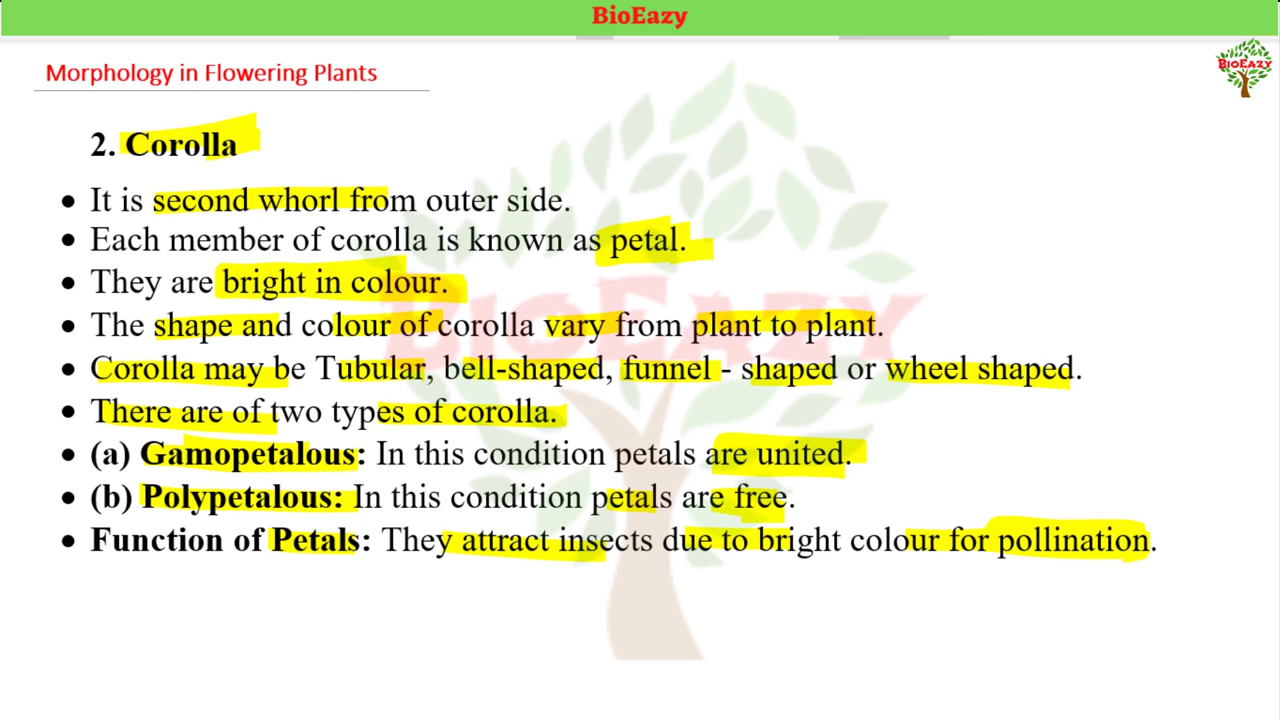 BioEazy
BioEazy
Morphology in Flowering Plants
2. Corolla
• It is second whorl from outer side.
• Each member of corolla is known as petal.
• They are bright in colour.
• The shape and colour of corolla vary from plant to plant.
• Corolla may be Tubular, bell-shaped, funnel - shaped or wheel shaped.
• There are of two types of corolla.
• (a) Gamopetalous: In this condition petals are united.
• (b) Polypetalous: In this condition petals are free.
• Function of Petals: They attract insects due to bright colour for pollination.
BioEazy